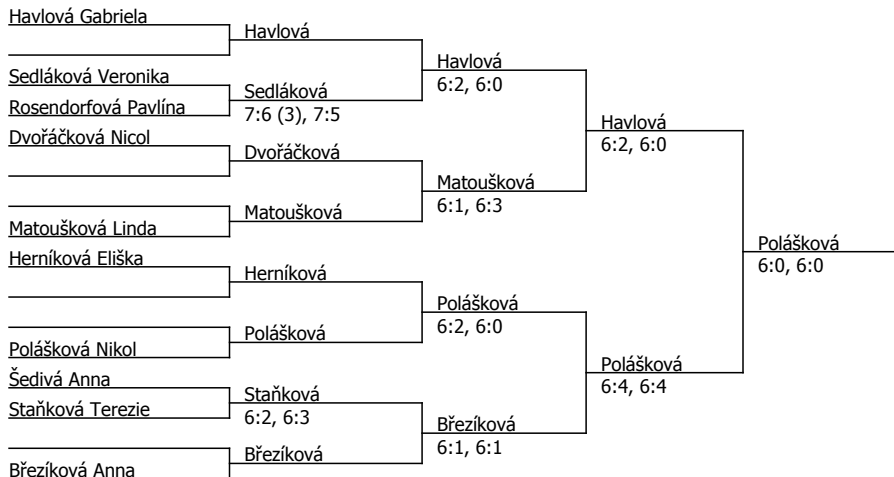 Havlová Gabriela
Sedláková Veronika
Rosendorfová Pavlína
Dvořáčková Nicol
Matoušková Linda
Herníková Eliška
Polášková Nikol
Šedivá Anna
Staňková Terezie
Březíková Anna
Havlová
Sedláková
7:6 (3), 7:5
Dvořáčková
Matoušková
Herníková
Polášková
Staňková
6:2, 6:3
Březíková
Havlová
6:2, 6:0
Matoušková
6:1, 6:3
Polášková
6:2, 6:0
Březíková
6:1, 6:1
Havlová
6:2, 6:0
Polášková
6:4, 6:4
Polášková
6:0, 6:0